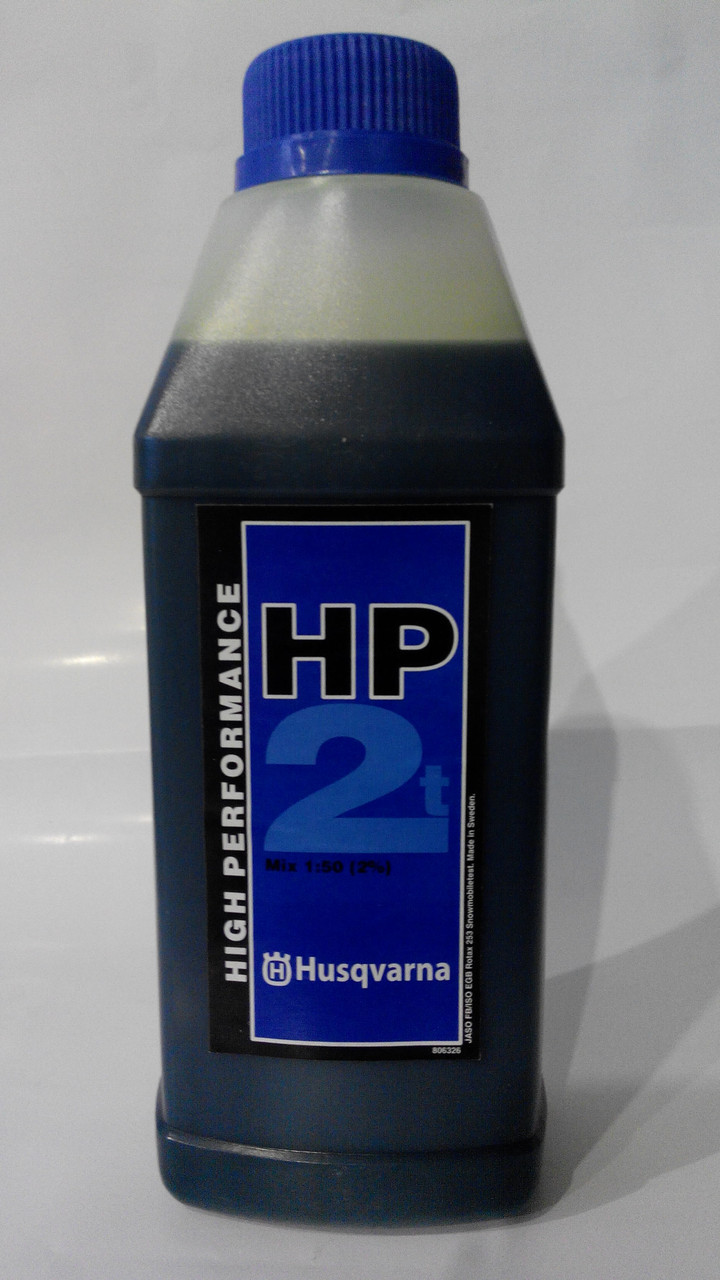 HIGH PERFORMANCE
HP
2t
Mix 1:50 (2%)
Husqvarna
JASO FB/ISO EGB Rotax 253 Snowmobiletest. Made in Sweden.
806326